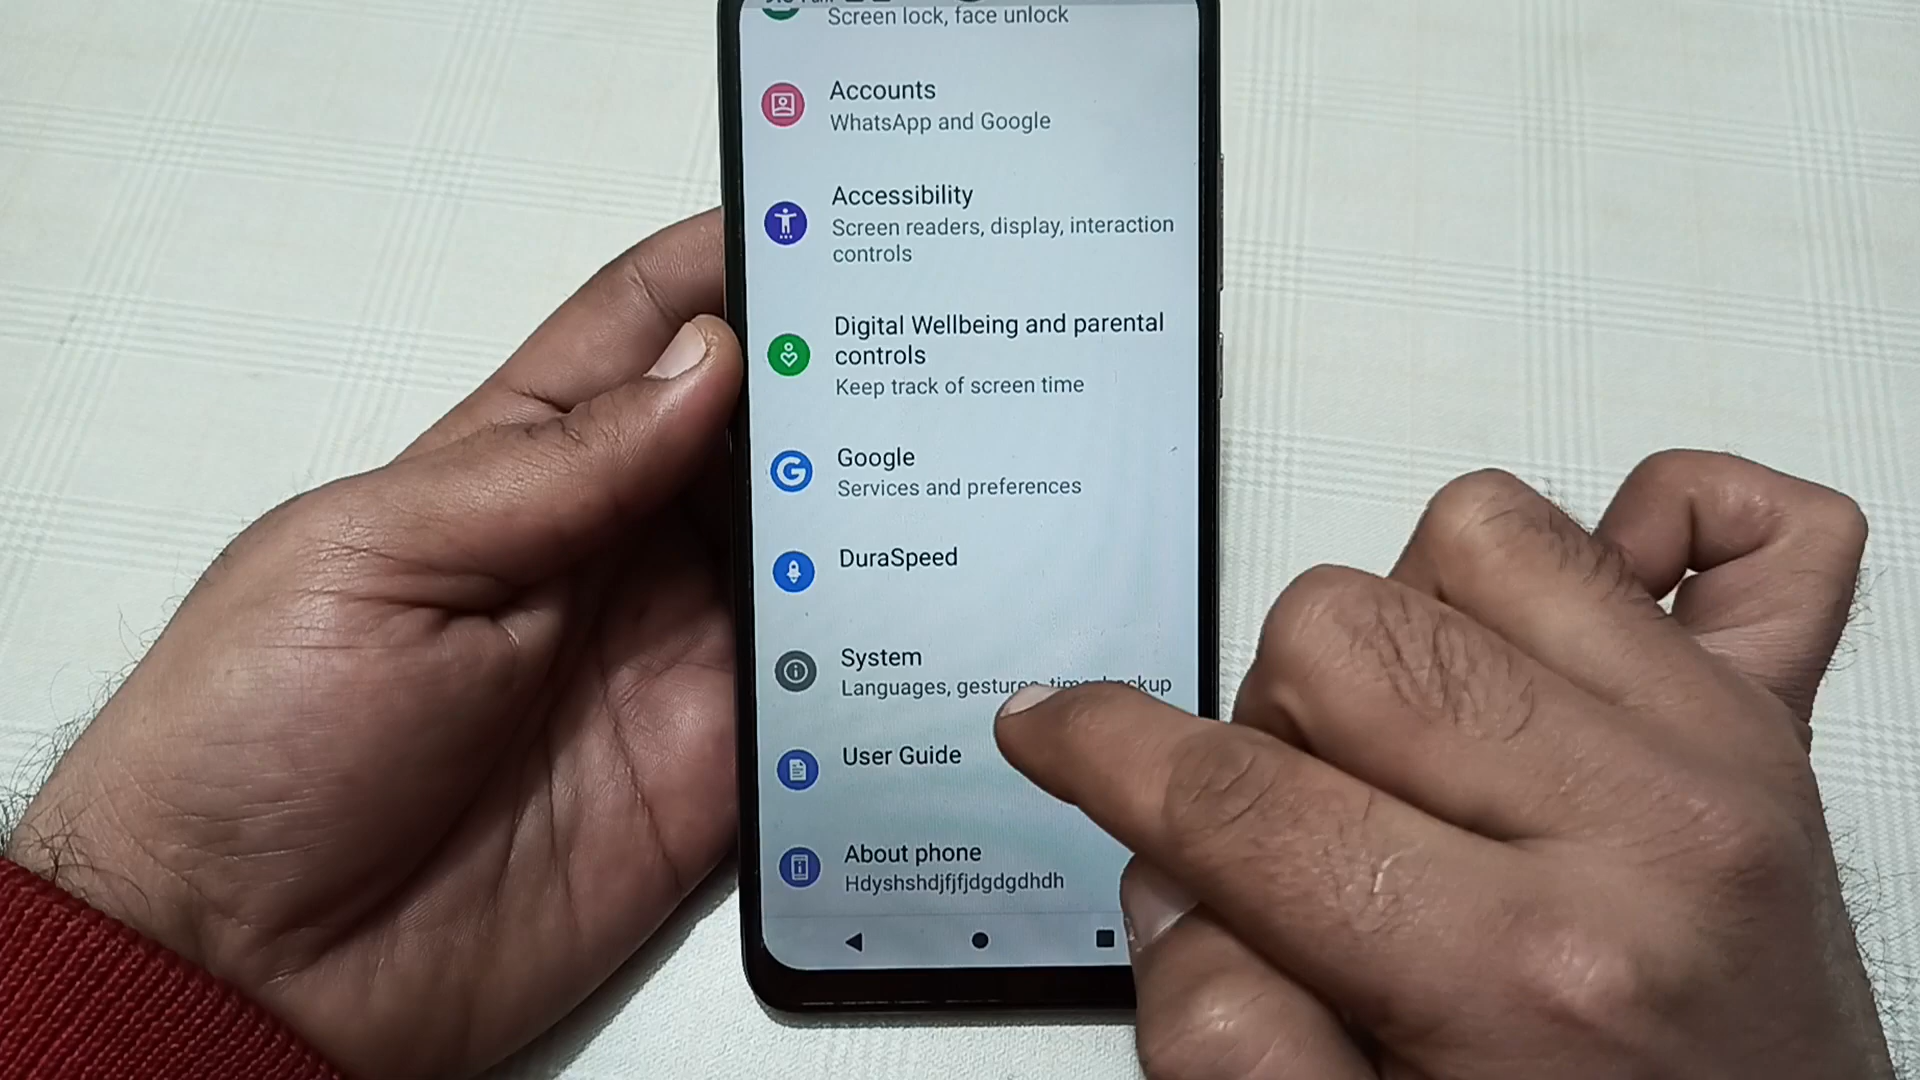 Screen lock, face unlock
Accounts
WhatsApp and Google
Accessibility
Screen readers, display, interaction
controls
Digital Wellbeing and parental
controls
Keep track of screen time
Google
Services and preferences
DuraSpeed
System
Languages,
User Guide
About phone
Hdyshshdjfjfjdgdgdhdh